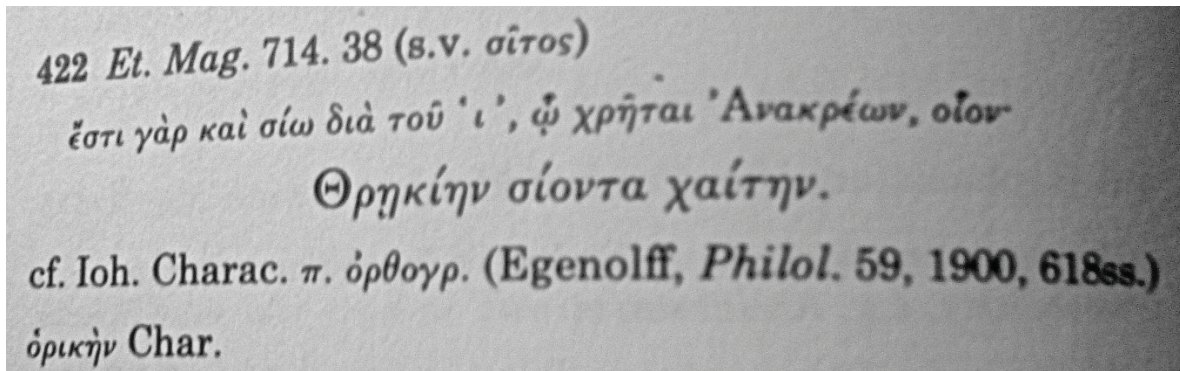 422 Et. Mag. 714. 38 (s.v. σῖτος)
ἔστι γὰρ καὶ σίω διὰ τοῦ ‘ι’, ᾧ χρῆται Ἀνακρέων, οἷον·
Θρῃκίην σίοντα χαίτην.
cf. Ioh. Charac. π. ὀρθογρ. (Egenolff, Philol. 59, 1900, 618ss.)
ὀρικὴν Char.